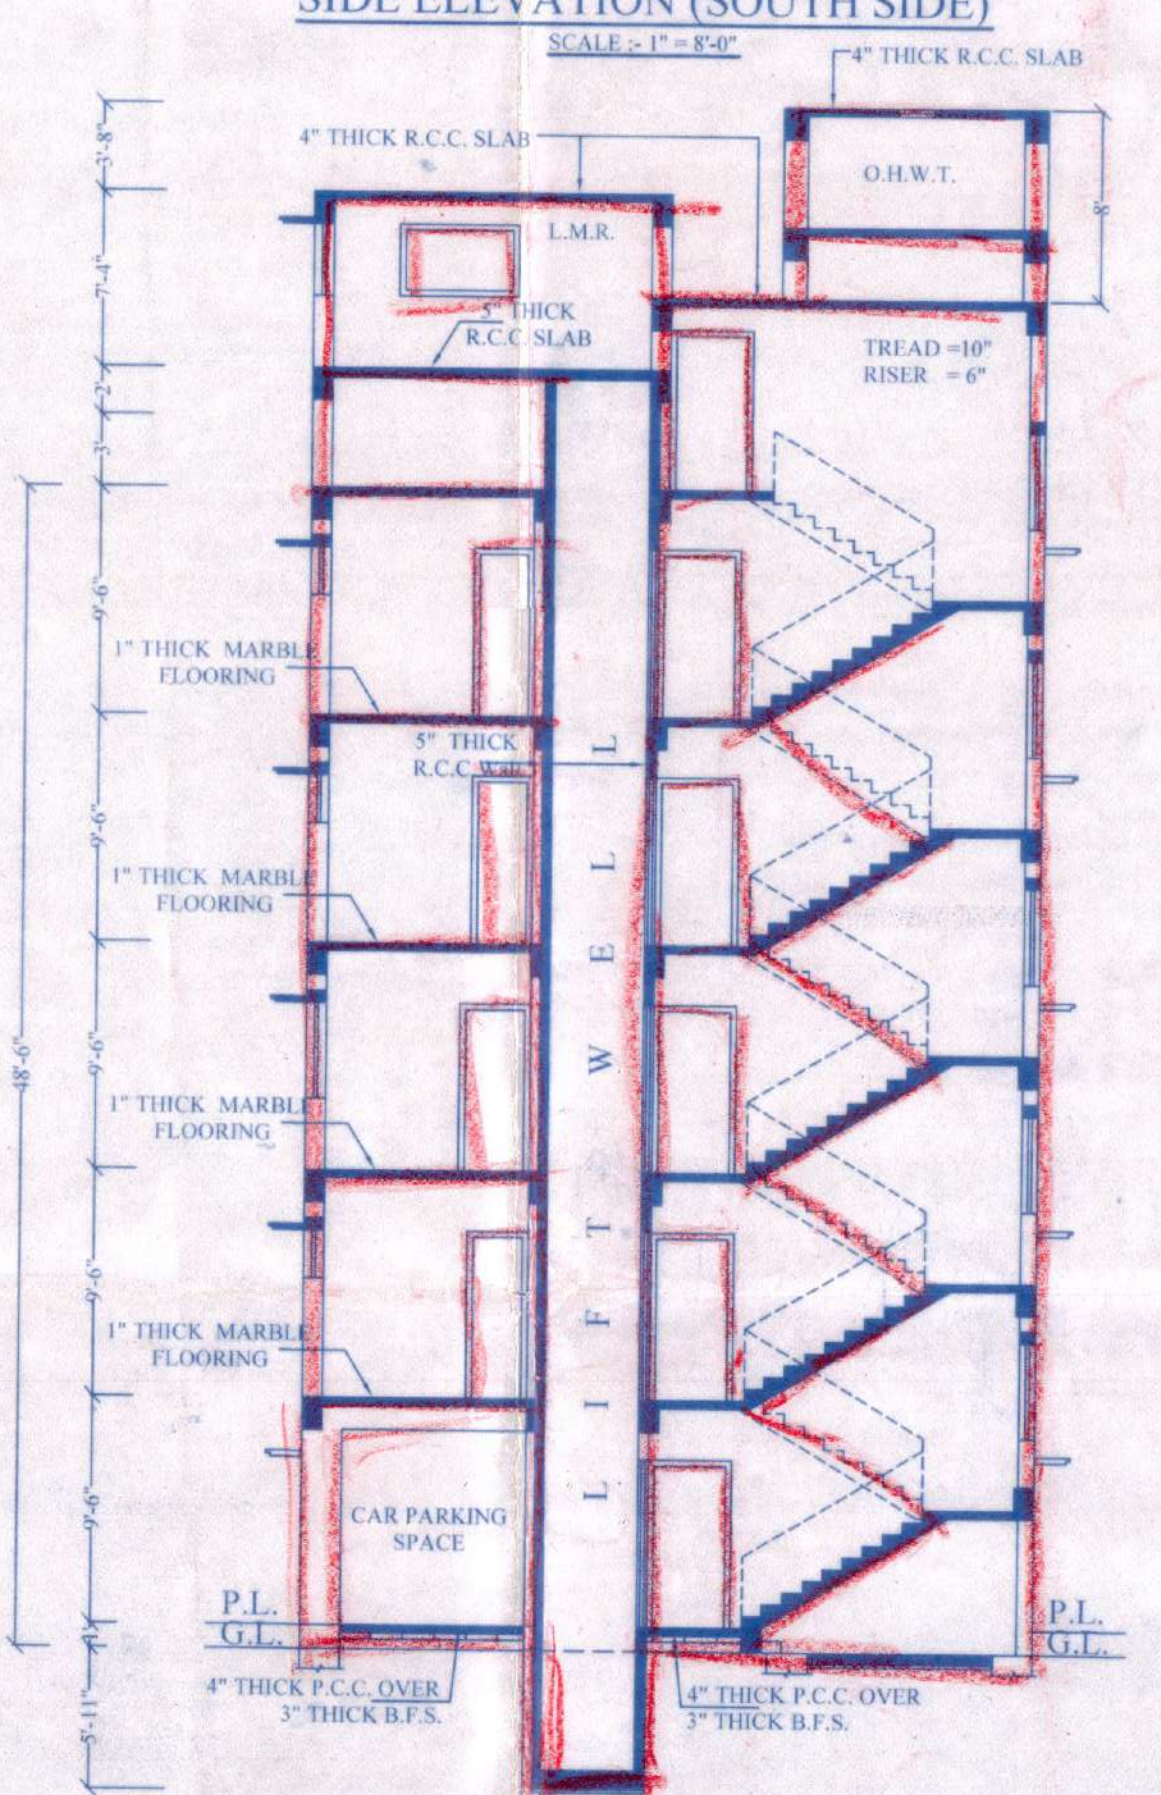 SIDE ELEVATION (SOUTH SIDE)
SCALE :- 1" = 8'-0"
4" THICK R.C.C. SLAB
4" THICK R.C.C. SLAB
O.H.W.T.
8'
3'-8"
L.M.R.
7'-4"
5" THICK
R.C.C. SLAB
TREAD =10"
RISER = 6"
2'
3'
9'-6"
1" THICK MARBLE
FLOORING
5" THICK
R.C.C. Wall
9'-6"
1" THICK MARBLE
FLOORING
48'-6"
9'-6"
1" THICK MARBLE
FLOORING
9'-6"
1" THICK MARBLE
FLOORING
LIFT WELL
9'-6"
CAR PARKING
SPACE
P.L.
G.L.
P.L.
G.L.
1'
4" THICK P.C.C. OVER
3" THICK B.F.S.
4" THICK P.C.C. OVER
3" THICK B.F.S.
5'-11"